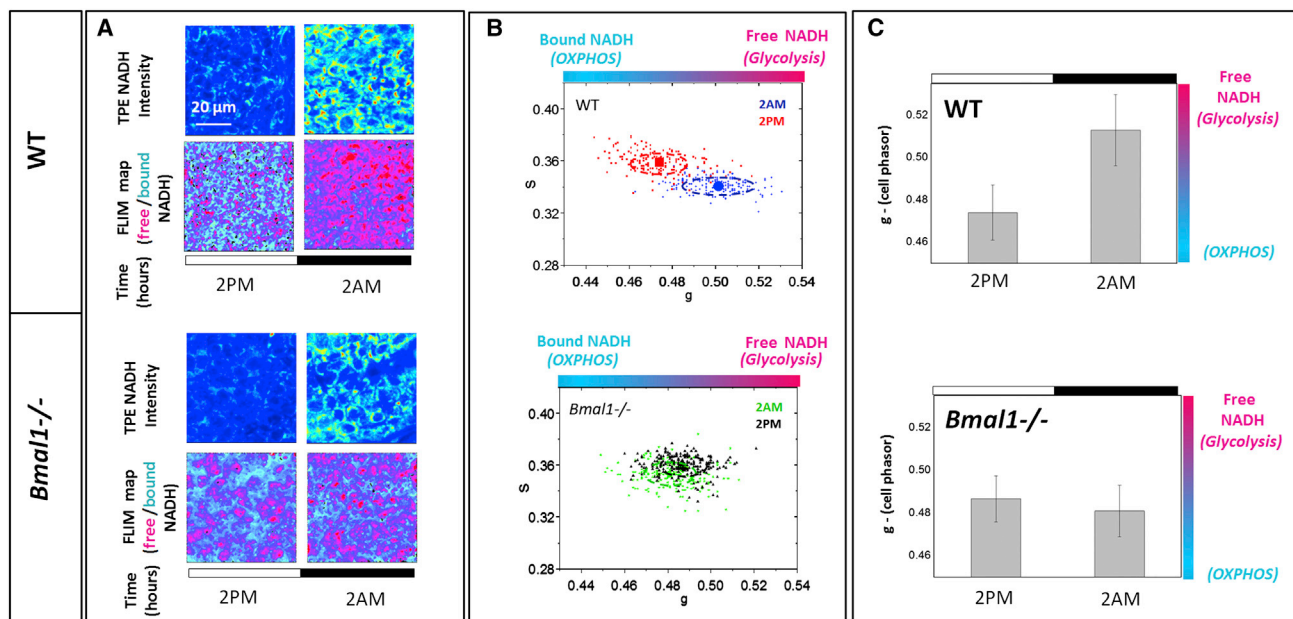 WT
Bmal1-/-
A
TPE NADH
Intensity
20 µm
FLIM map
(free/bound
NADH)
Time
(hours)
2PM
2AM
TPE NADH
Intensity
FLIM map
(free/bound
NADH)
Time
(hours)
2PM
2AM
B
Bound NADH
(OXPHOS)
Free NADH
(Glycolysis)
WT
2AM
2PM
0.40
0.36
0.32
0.28
S
0.44
0.46
0.48
0.50
0.52
0.54
g
Bound NADH
(OXPHOS)
Free NADH
(Glycolysis)
Bmal1-/-
2AM
2PM
0.40
0.36
0.32
0.28
S
0.44
0.46
0.48
0.50
0.52
0.54
g
C
WT
g - (cell phasor)
0.52
0.50
0.48
0.46
2PM
2AM
Free
NADH
(Glycolysis)
(OXPHOS)
Bmal1-/-
g - (cell phasor)
0.52
0.50
0.48
0.46
2PM
2AM
Free
NADH
(Glycolysis)
(OXPHOS)